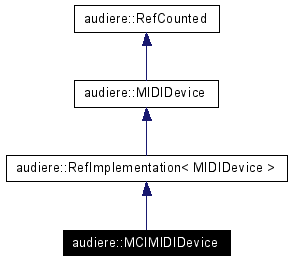 audiere::RefCounted
audiere::MIDIDevice
audiere::RefImplementation< MIDIDevice >
audiere::MCIMIDIDevice